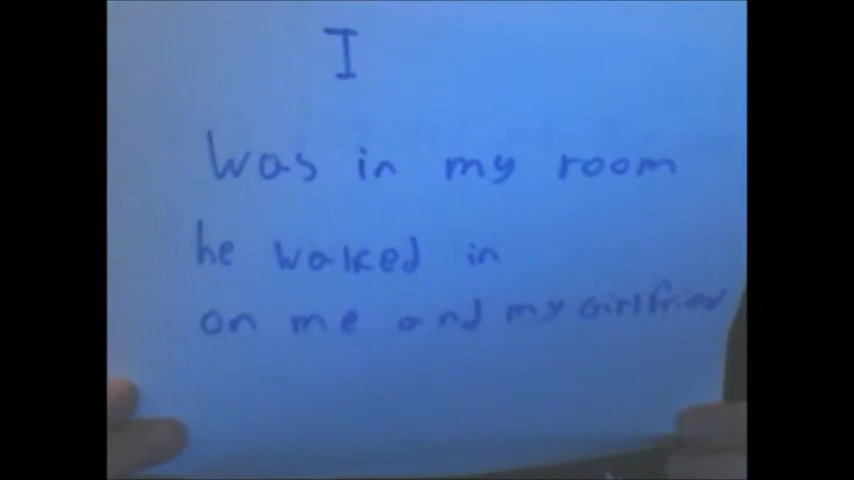 I
was in my room
he walked in
on me and my Girlfriend